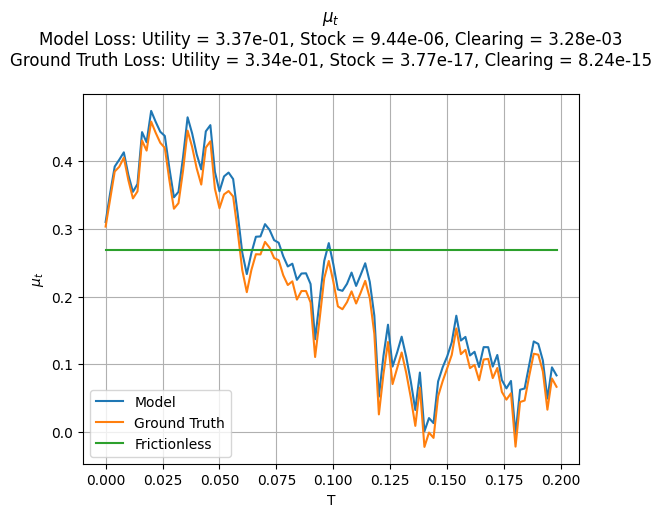 μₜ
Model Loss: Utility = 3.37e-01, Stock = 9.44e-06, Clearing = 3.28e-03
Ground Truth Loss: Utility = 3.34e-01, Stock = 3.77e-17, Clearing = 8.24e-15
0.4
0.3
0.2
0.1
0.0
μₜ
Model
Ground Truth
Frictionless
0.000 0.025 0.050 0.075 0.100 0.125 0.150 0.175 0.200
T